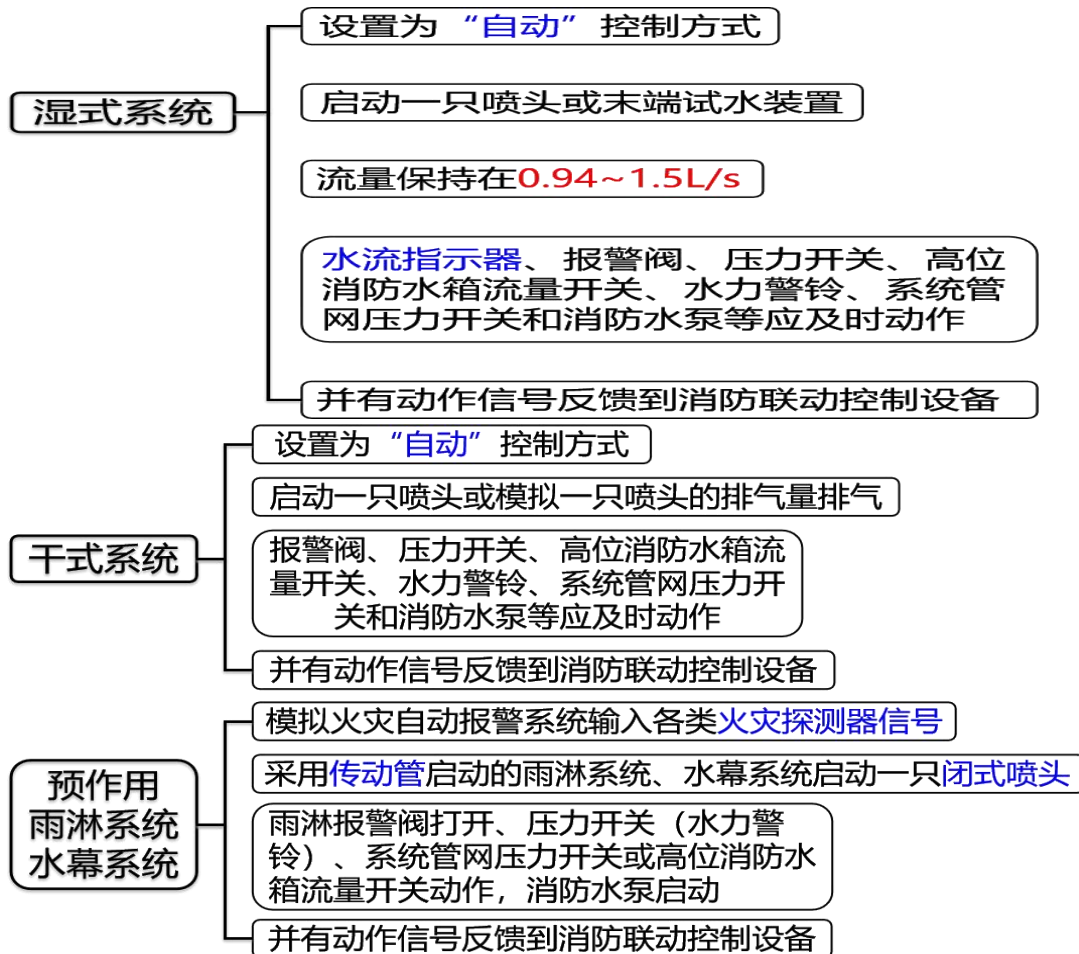 湿式系统
设置为“自动”控制方式
启动一只喷头或末端试水装置
流量保持在0.94~1.5L/s
水流指示器、报警阀、压力开关、高位
消防水箱流量开关、水力警铃、系统管
网压力开关和消防水泵等应及时动作
并有动作信号反馈到消防联动控制设备
干式系统
设置为“自动”控制方式
启动一只喷头或模拟一只喷头的排气量排气
报警阀、压力开关、高位消防水箱流
量开关、水力警铃、系统管网压力开
关和消防水泵等应及时动作
并有动作信号反馈到消防联动控制设备
预作用
雨淋系统
水幕系统
模拟火灾自动报警系统输入各类火灾探测器信号
采用传动管启动的雨淋系统、水幕系统启动一只闭式喷头
雨淋报警阀打开、压力开关（水力警
铃）、系统管网压力开关或高位消防水
箱流量开关动作，消防水泵启动
并有动作信号反馈到消防联动控制设备